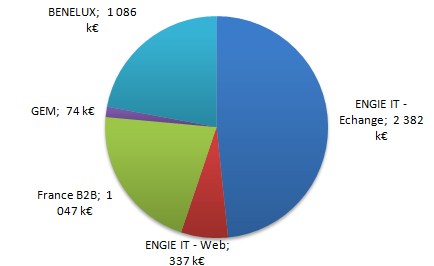 BENELUX;  1 086
k€
ENGIE IT -
Echange; 2 382
k€
GEM;  74 k€
France B2B;  1
047 k€
ENGIE IT - Web;
337 k€